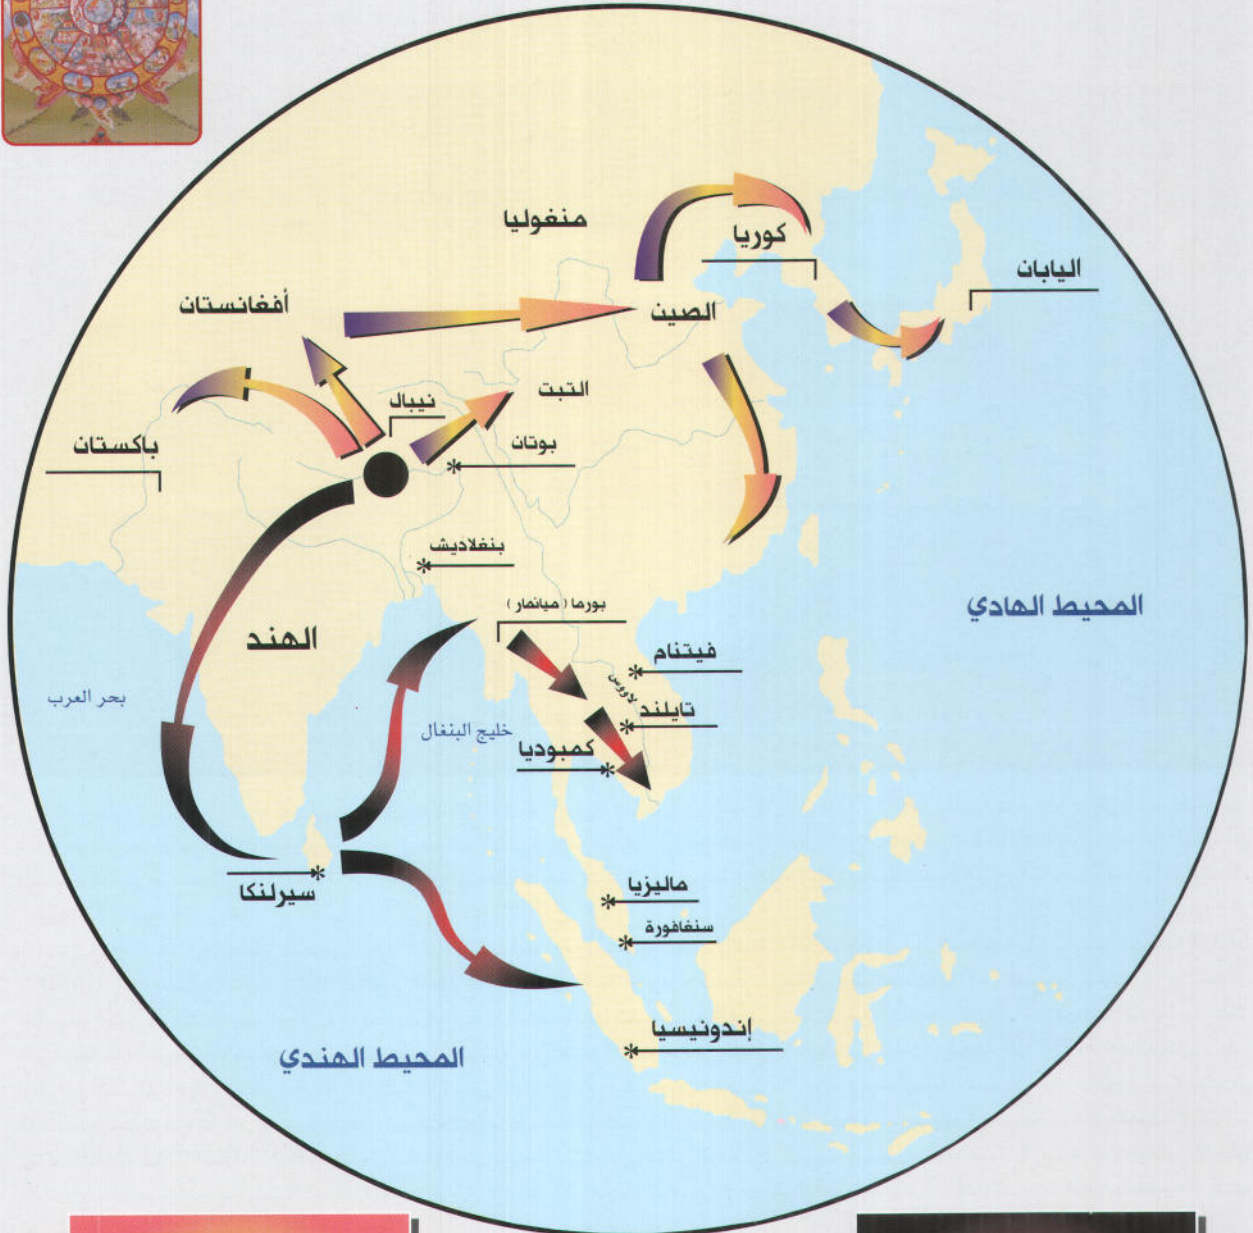 منغوليا
كوريا
اليابان
أفغانستان
الصين
التبت
نيبال
بوتان
باكستان
بنغلاديش
بورما (ميانمار)
المحيط الهادي
الهند
فيتنام
لاووس
بحر العرب
تايلند
خليج البنغال
كمبوديا
ماليزيا
سيرلنكا
سنغافورة
إندونيسيا
المحيط الهندي